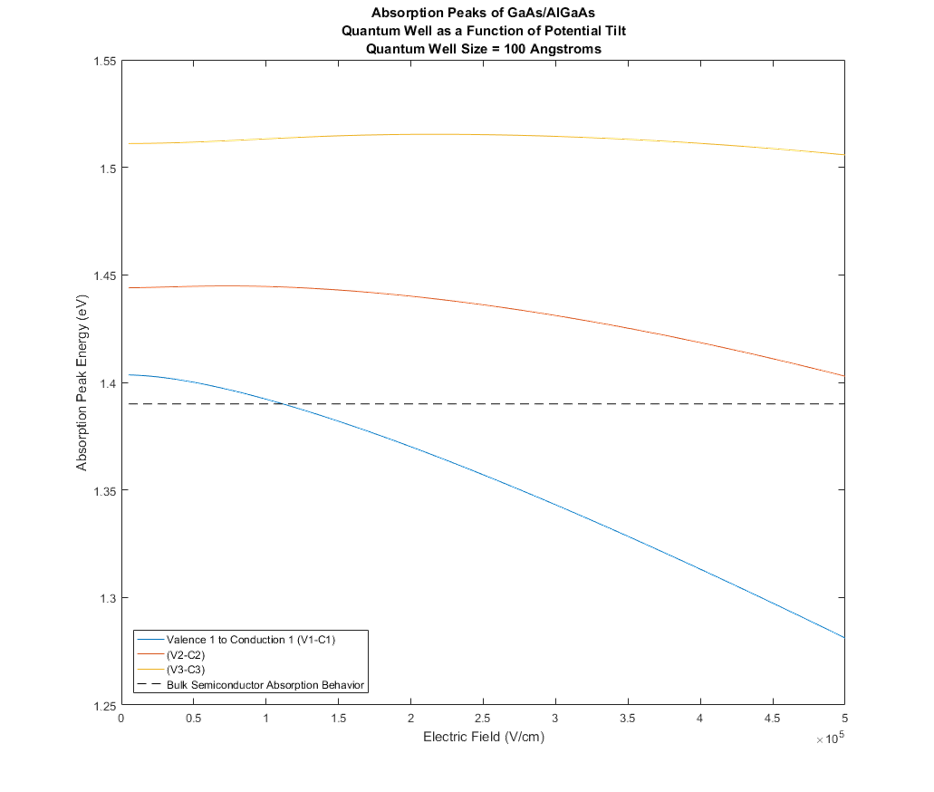 Absorption Peaks of GaAs/AlGaAs
Quantum Well as a Function of Potential Tilt
Quantum Well Size = 100 Angstroms
1.55
1.5
1.45
1.4
1.35
1.3
1.25
Absorption Peak Energy (eV)
Valence 1 to Conduction 1 (V1-C1)
(V2-C2)
(V3-C3)
Bulk Semiconductor Absorption Behavior
0 0.5 1 1.5 2 2.5 3 3.5 4 4.5 5
Electric Field (V/cm)
×10^5